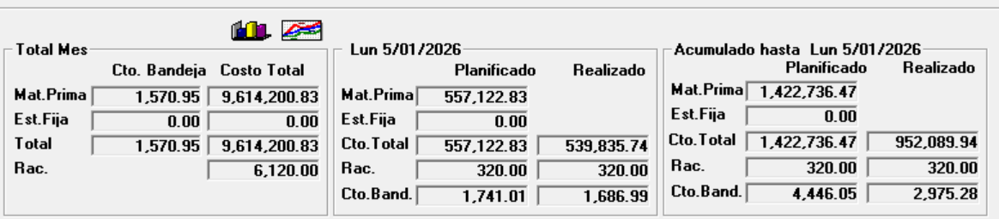 Total Mes
Cto. Bandeja Costo Total
Mat.Prima 1,570.95 9,614,200.83
Est.Fija 0.00 0.00
Total 1,570.95 9,614,200.83
Rac. 6,120.00
Lun 5/01/2026
Planificado Realizado
Mat.Prima 557,122.83
Est.Fija 0.00
Cto.Total 557,122.83 539,835.74
Rac. 320.00 320.00
Cto.Band. 1,741.01 1,686.99
Acumulado hasta Lun 5/01/2026
Planificado Realizado
Mat.Prima 1,422,736.47
Est.Fija 0.00
Cto.Total 1,422,736.47 952,089.94
Rac. 320.00 320.00
Cto.Band. 4,446.05 2,975.28